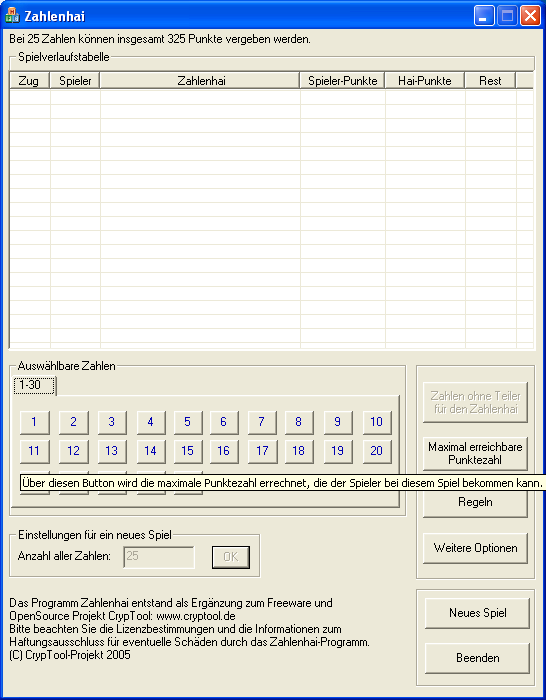 Zahlenhai
Bei 25 Zahlen können insgesamt 325 Punkte vergeben werden.
Spielverlaufstabelle
Zug Spieler Zahlenhai Spieler-Punkte Hai-Punkte Rest
Auswählbare Zahlen
1-30
1 2 3 4 5 6 7 8 9 10
11 12 13 14 15 16 17 18 19 20
Zahlen ohne Teiler
für den Zahlenhai
Maximal erreichbare
Punktezahl
Über diesen Button wird die maximale Punktezahl errechnet, die der Spieler bei diesem Spiel bekommen kann.
Regeln
Weitere Optionen
Einstellungen für ein neues Spiel
Anzahl aller Zahlen: 25 OK
Das Programm Zahlenhai entstand als Ergänzung zum Freeware und
OpenSource Projekt CrypTool: www.cryptool.de
Bitte beachten Sie die Lizenzbestimmungen und die Informationen zum
Haftungsausschluss für eventuelle Schäden durch das Zahlenhai-Programm.
(C) CrypTool-Projekt 2005
Neues Spiel
Beenden